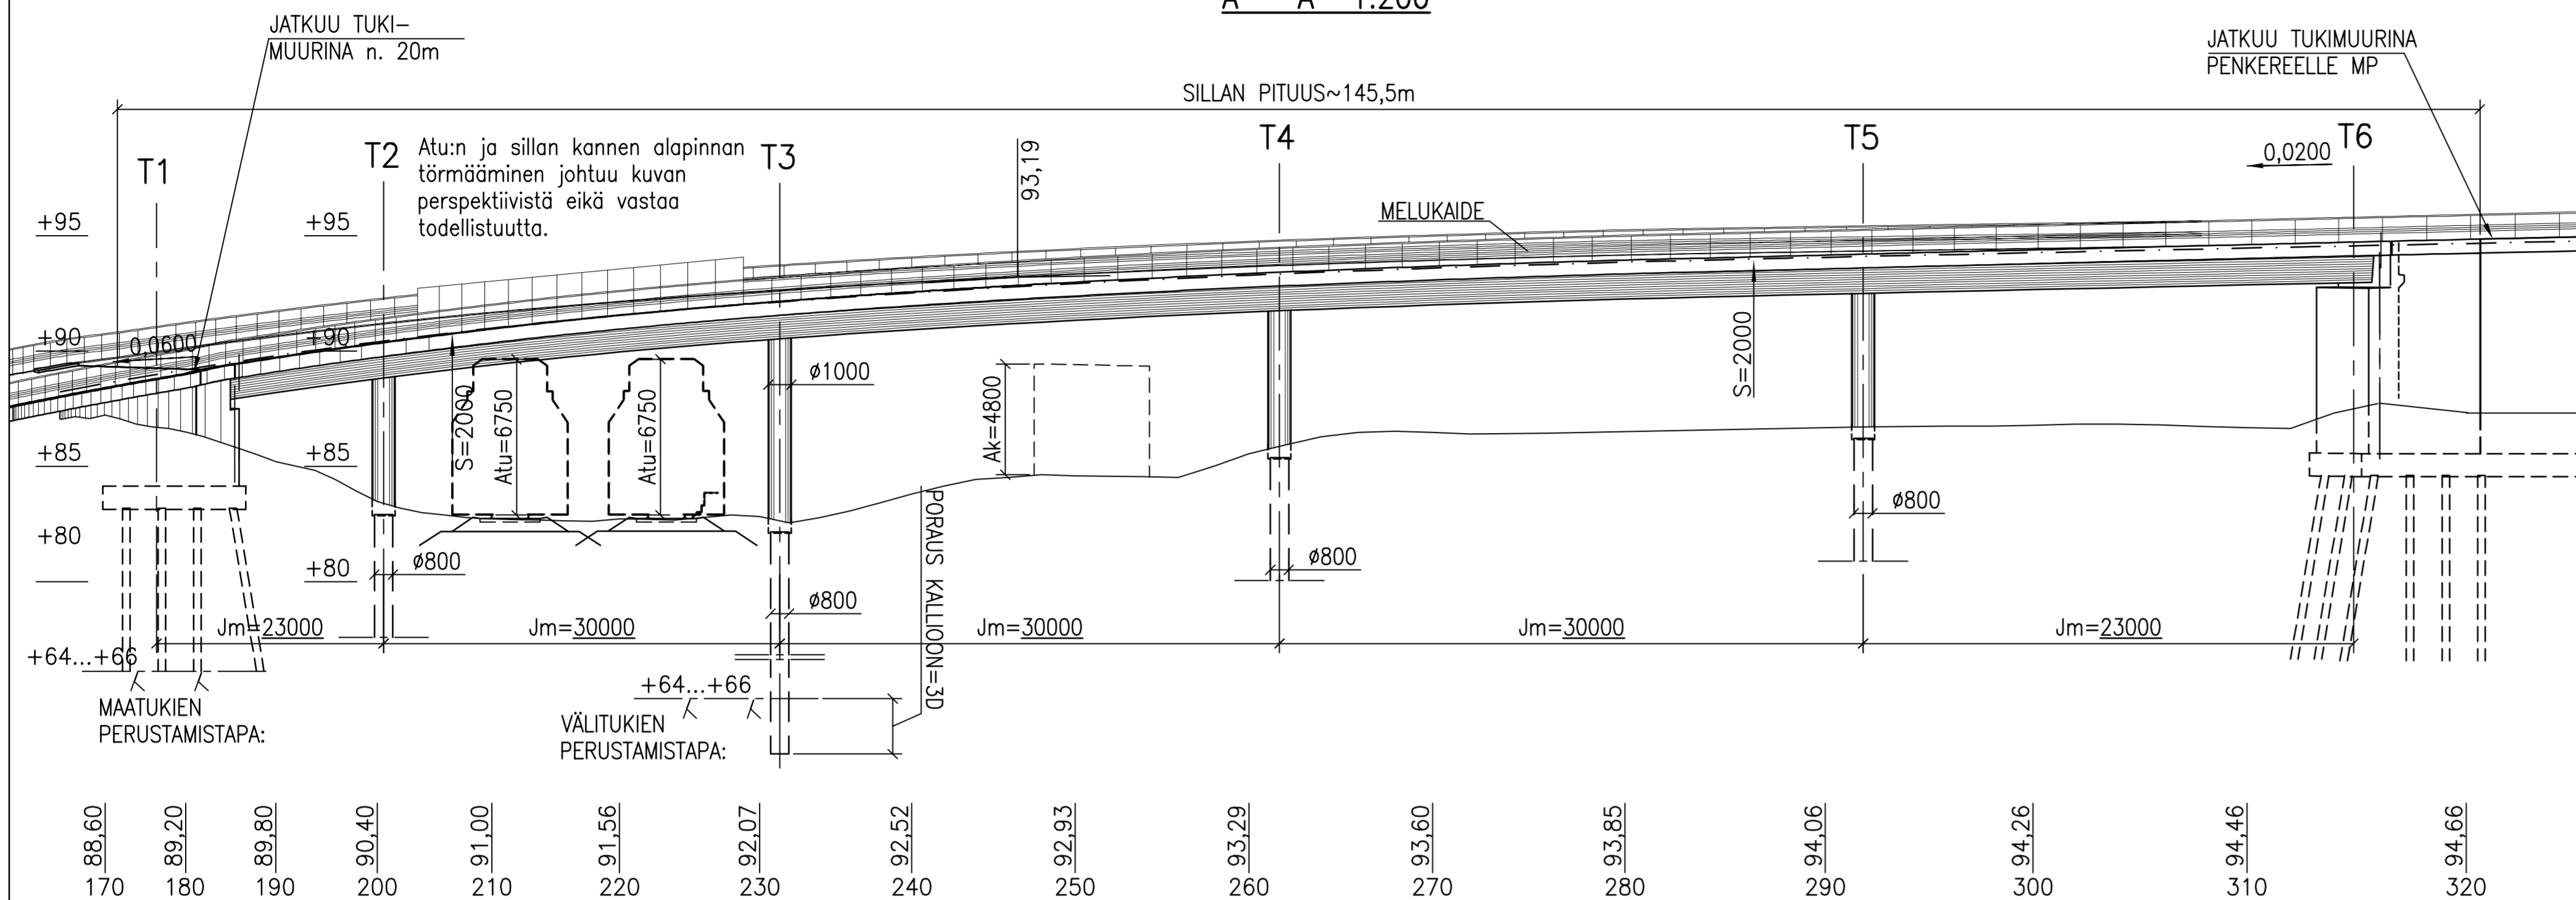 A - A 1:200
JATKUU TUKI-
MUURINA n. 20m
JATKUU TUKIMUURINA
PENKEREELLE MP
SILLAN PITUUS~145,5m
T1
T2
T3
T4
T5
T6
Atu:n ja sillan kannen alapinnan
törmääminen johtuu kuvan
perspektiivistä eikä vastaa
todellistuutta.
93,19
0,0200
MELUKAIDE
+95
+95
+90
+90
0,0600
+85
+85
+80
+80
S=2000
Atu=6750
Atu=6750
ø1000
Ak=4800
S=2000
ø800
ø800
ø800
ø800
PORAUS KALLIOON=3D
Jm=23000
Jm=30000
Jm=30000
Jm=30000
Jm=23000
+64...+66
+64...+66
MAATUKIEN
PERUSTAMISTAPA:
VÄLITUKIEN
PERUSTAMISTAPA:
88,60 89,20 89,80 90,40 91,00 91,56 92,07 92,52 92,93 93,29 93,60 93,85 94,06 94,26 94,46 94,66
170 180 190 200 210 220 230 240 250 260 270 280 290 300 310 320